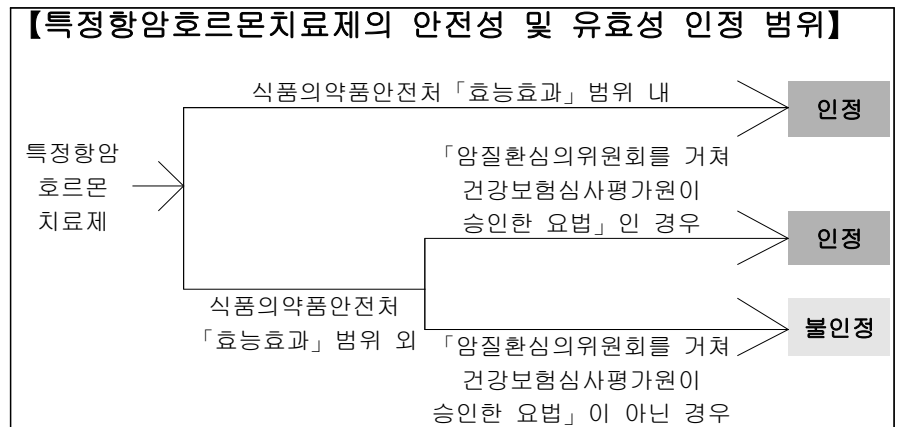 【특정항암호르몬치료제의 안전성 및 유효성 인정 범위】
식품의약품안전처「효능효과」범위 내
인정
특정항암
호르몬
치료제
「암질환심의위원회를 거쳐
건강보험심사평가원이
승인한 요법」인 경우
인정
식품의약품안전처
「효능효과」범위 외
불인정
「암질환심의위원회를 거쳐
건강보험심사평가원이
승인한 요법」이 아닌 경우